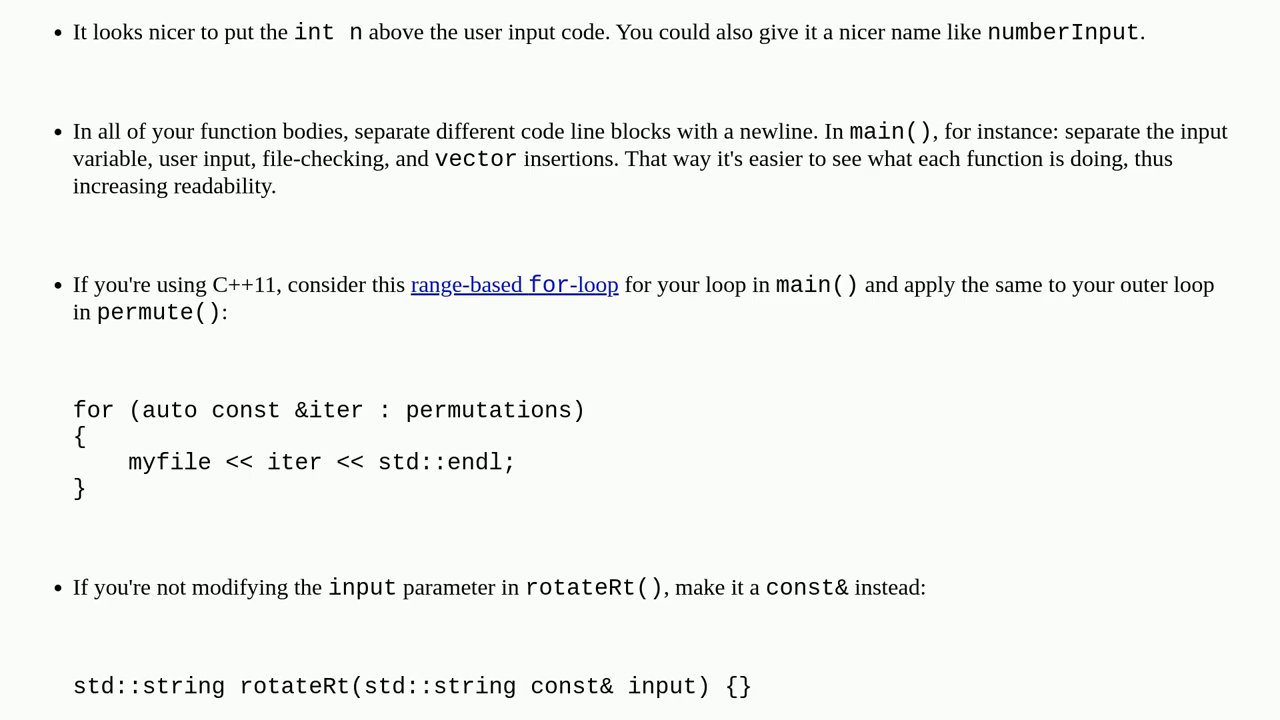 • It looks nicer to put the int n above the user input code. You could also give it a nicer name like numberInput.
• In all of your function bodies, separate different code line blocks with a newline. In main(), for instance: separate the input
variable, user input, file-checking, and vector insertions. That way it's easier to see what each function is doing, thus
increasing readability.
• If you're using C++11, consider this range-based for-loop for your loop in main() and apply the same to your outer loop
in permute():
for (auto const &iter : permutations)
{
    myfile << iter << std::endl;
}
• If you're not modifying the input parameter in rotateRt(), make it a const& instead:
std::string rotateRt(std::string const& input) {}